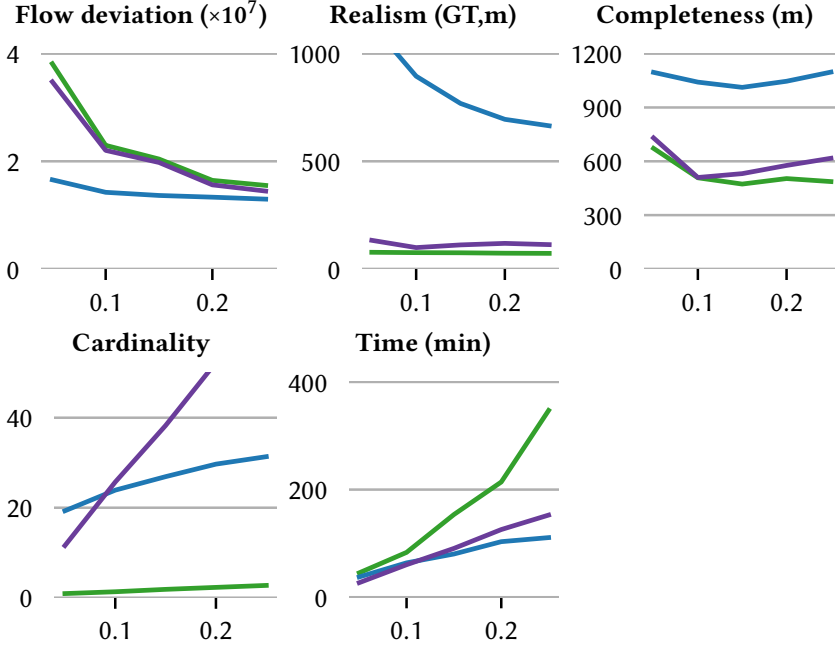 Flow deviation (×10⁷) Realism (GT,m) Completeness (m)
4 1000 1200
900
2 500 600
300
0 0 0
0.1 0.2 0.1 0.2 0.1 0.2
Cardinality Time (min)
400
40
200
20
0 0
0.1 0.2 0.1 0.2